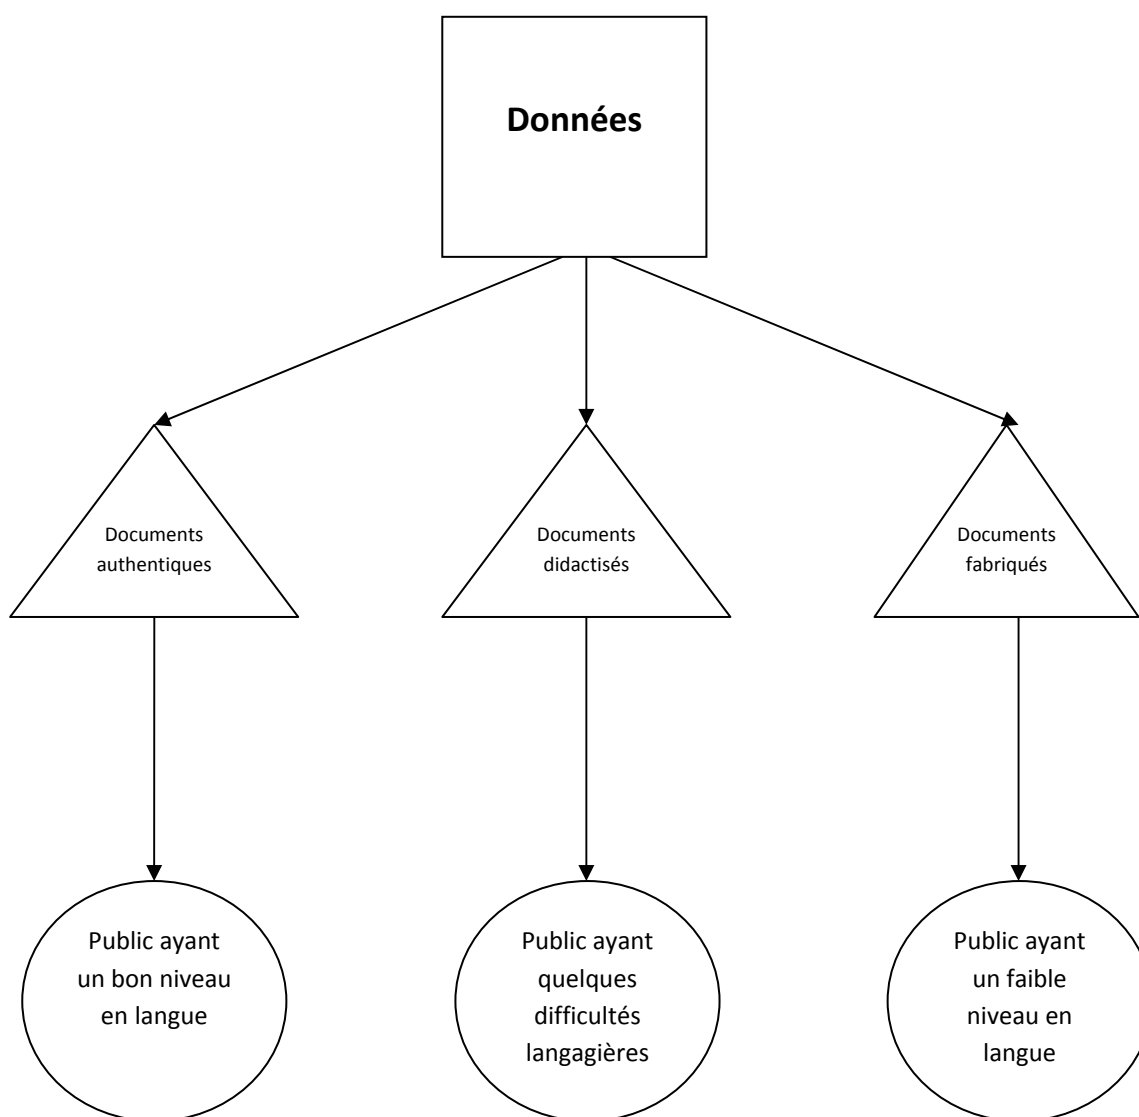 Données
Documents
authentiques
Documents
didactisés
Documents
fabriqués
Public ayant
un bon niveau
en langue
Public ayant
quelques
difficultés
langagières
Public ayant
un faible
niveau en
langue